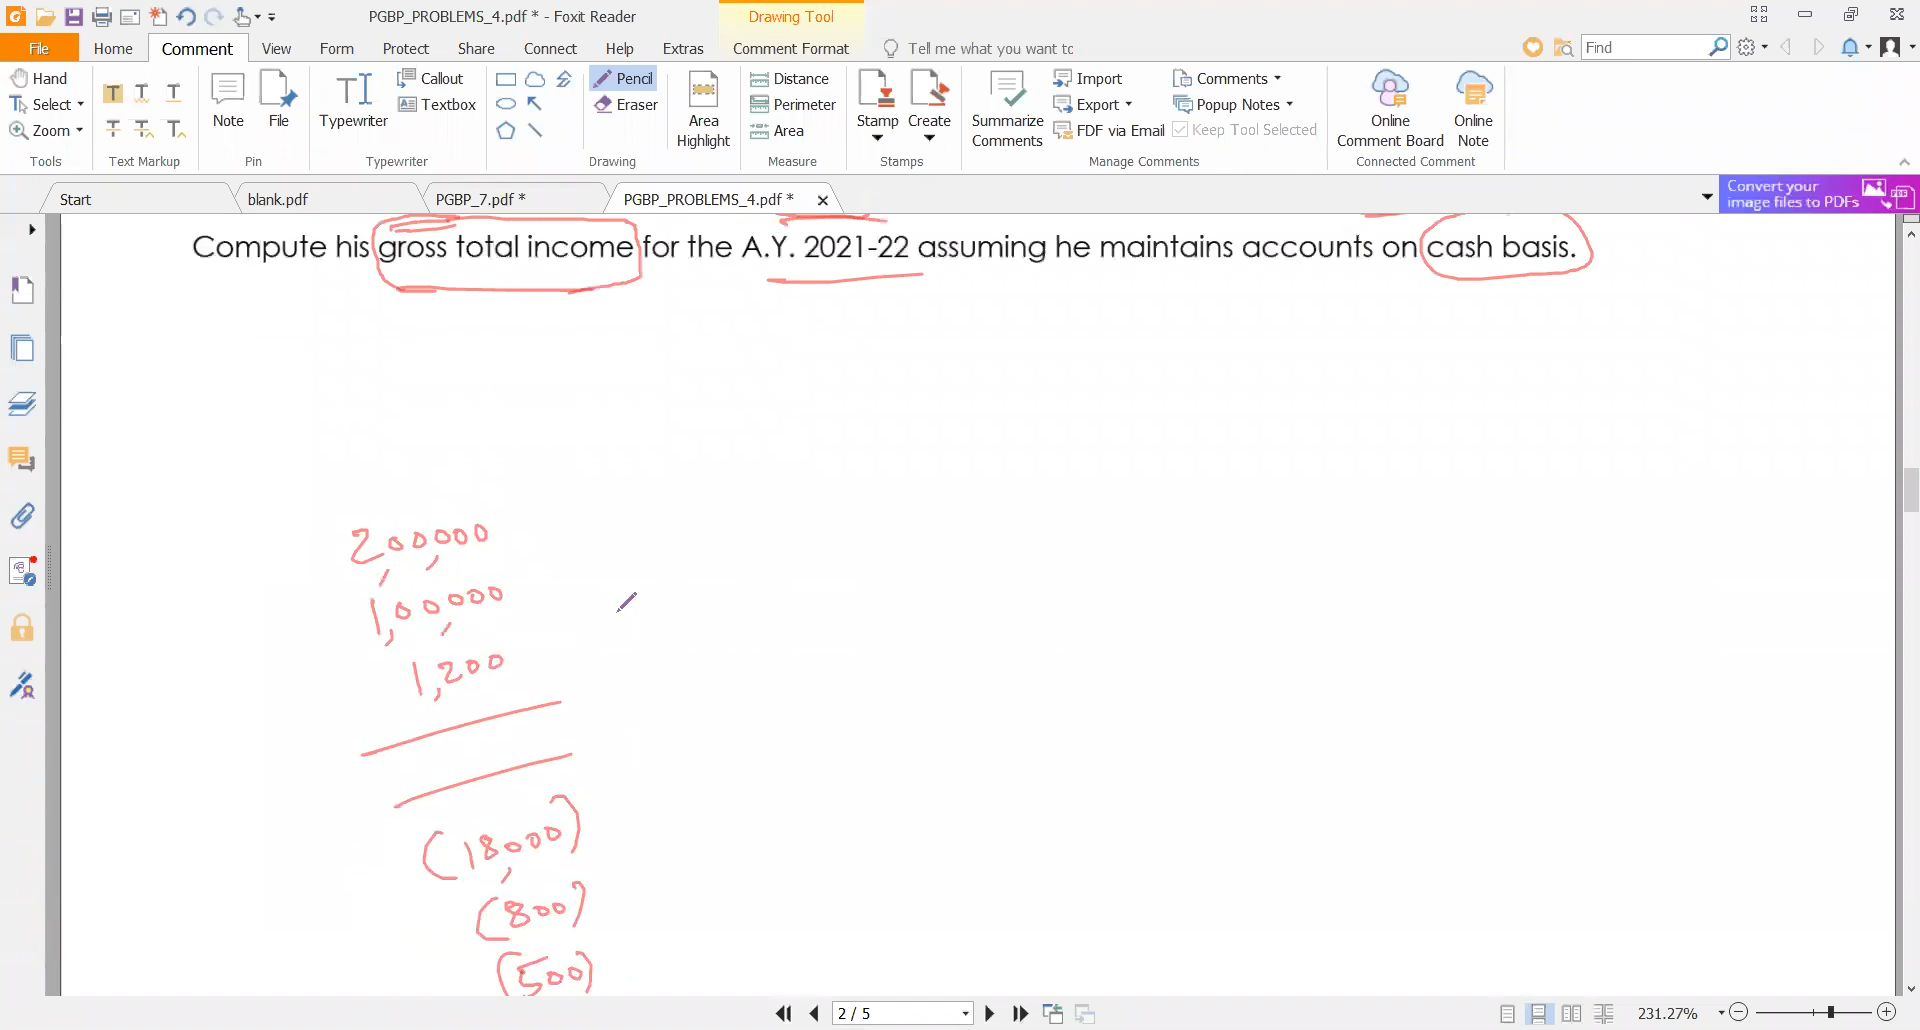 PGBP_PROBLEMS_4.pdf * - Foxit Reader
Drawing Tool
File Home Comment View Form Protect Share Connect Help Extras Comment Format Tell me what you want to Find
Hand
Select
Zoom
Tools
T T T
T T T
Text Markup
Note
File
Pin
Typewriter
Callout
Textbox
Typewriter
Pencil
Eraser
Drawing
Area
Highlight
Distance
Perimeter
Area
Measure
Stamp
Create
Stamps
Summarize
Comments
Import
Export
FDF via Email
Comments
Popup Notes
Keep Tool Selected
Manage Comments
Online
Comment Board
Online
Note
Connected Comment
Start
blank.pdf
PGBP_7.pdf *
PGBP_PROBLEMS_4.pdf *
Convert your
image files to PDFs
Compute his gross total income for the A.Y. 2021-22 assuming he maintains accounts on cash basis.
2,00,000
1,00,000
1,200
(18,000)
(800)
(500)
2 / 5
231.27%